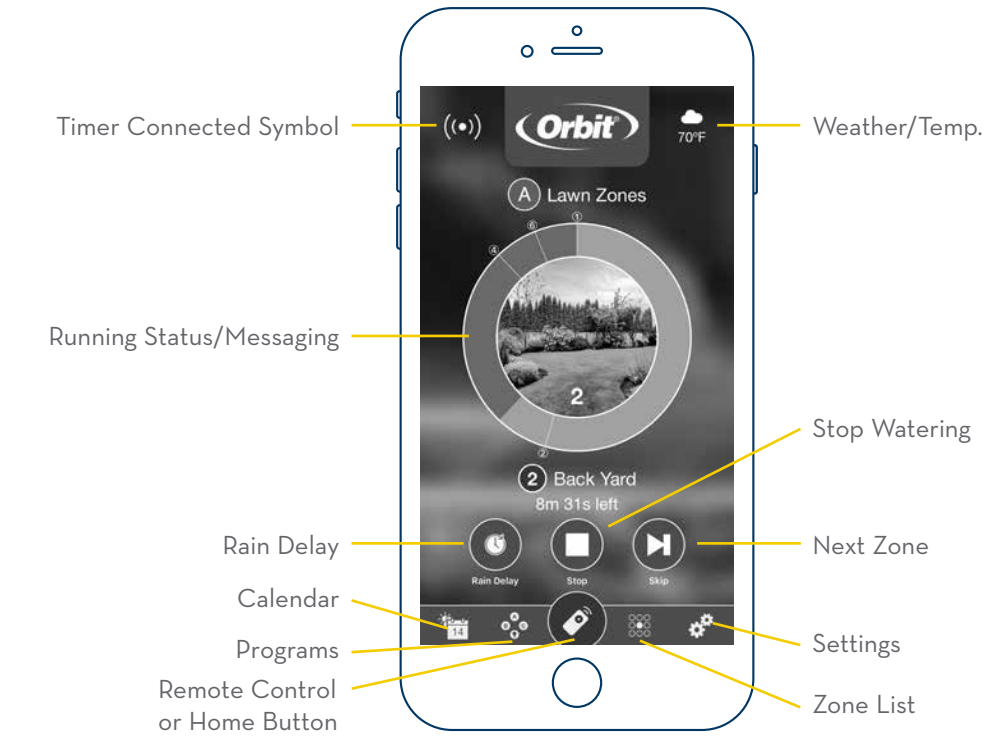 Timer Connected Symbol
Orbit
70°F
Weather/Temp.
A Lawn Zones
①
⑥
④
Running Status/Messaging
2
②
Stop Watering
2 Back Yard
8m 31s left
Rain Delay
Next Zone
Rain Delay
Stop
Skip
Calendar
14
Programs
Settings
Remote Control
or Home Button
Zone List